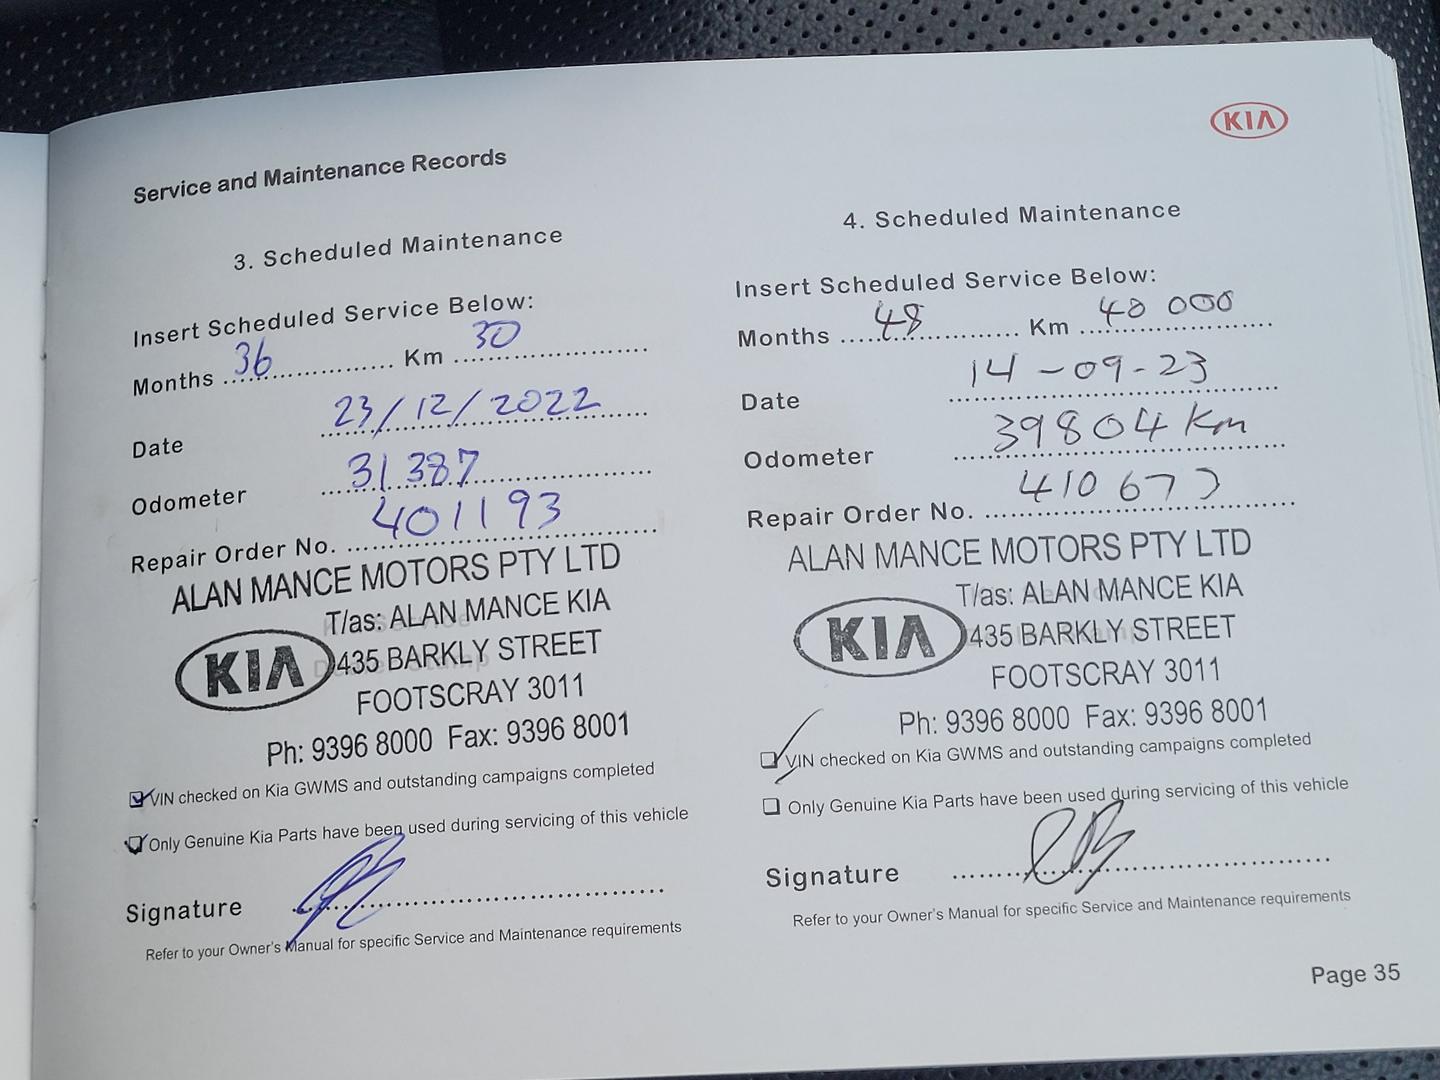 KIA
Service and Maintenance Records
3. Scheduled Maintenance
Insert Scheduled Service Below:
Months 36 Km 30
Date 23/12/2022
Odometer 31387
Repair Order No. 401193
ALAN MANCE MOTORS PTY LTD
T/as: ALAN MANCE KIA
KIA 435 BARKLY STREET
FOOTSCRAY 3011
Ph: 9396 8000 Fax: 9396 8001
VIN checked on Kia GWMS and outstanding campaigns completed
Only Genuine Kia Parts have been used during servicing of this vehicle
Signature
Refer to your Owner's Manual for specific Service and Maintenance requirements
4. Scheduled Maintenance
Insert Scheduled Service Below:
Months 48 Km 40 000
Date 14-09-23
Odometer 39804 Km
Repair Order No. 410673
ALAN MANCE MOTORS PTY LTD
T/as: ALAN MANCE KIA
KIA 435 BARKLY STREET
FOOTSCRAY 3011
Ph: 9396 8000 Fax: 9396 8001
VIN checked on Kia GWMS and outstanding campaigns completed
Only Genuine Kia Parts have been used during servicing of this vehicle
Signature
Refer to your Owner's Manual for specific Service and Maintenance requirements
Page 35